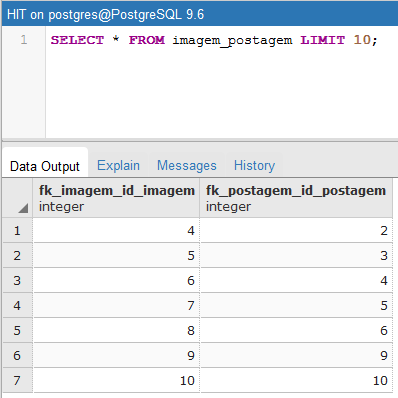 HIT on postgres@PostgreSQL 9.6
1 SELECT * FROM imagem_postagem LIMIT 10;
Data Output Explain Messages History
fk_imagem_id_imagem fk_postagem_id_postagem
integer integer
1 4 2
2 5 3
3 6 4
4 7 5
5 8 6
6 9 9
7 10 10